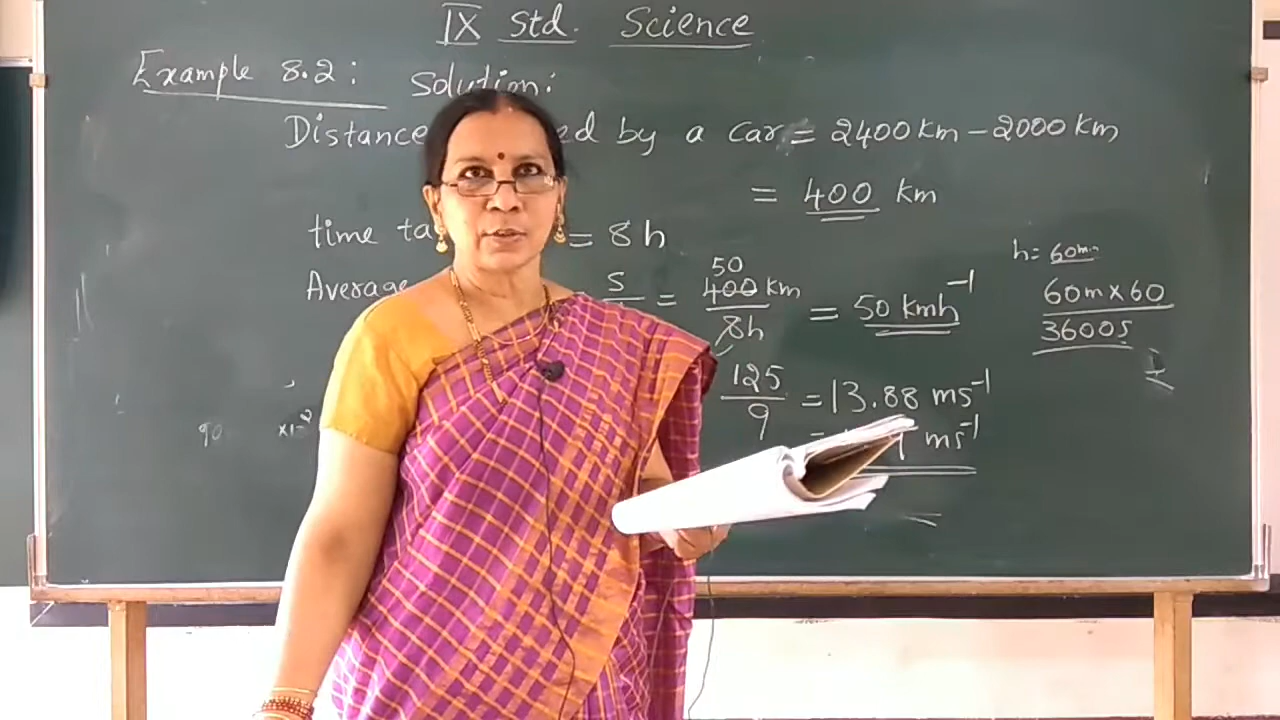 IX Std. Science
Example 8.2: Solution:
Distance ed by a car = 2400 Km - 2000 Km
= 400 Km
time ta = 8 h
h = 60min
Average s = 400 km / 8h 50 = 50 kmh⁻¹
60m x 60
3600s
125 / 9 = 13.88 ms⁻¹
= ms⁻¹
90